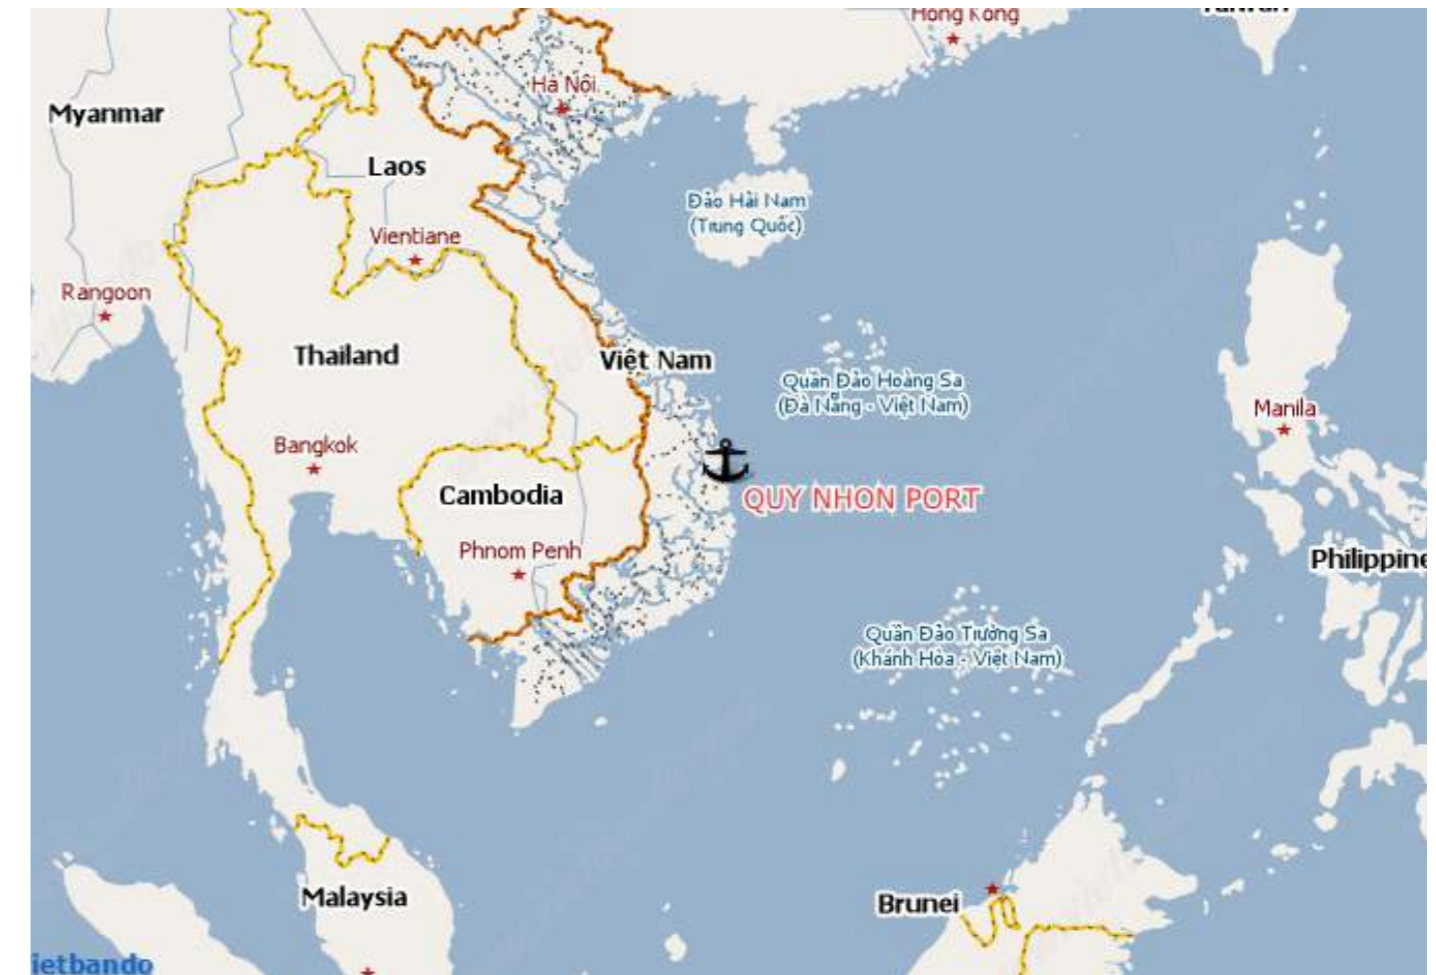 Hong Kong
Taiwan
Hà Nội
Myanmar
Laos
Đảo Hải Nam
(Trung Quốc)
Vientiane
Rangoon
Thailand
Việt Nam
Quần Đảo Hoàng Sa
(Đà Nẵng - Việt Nam)
Manila
Bangkok
Cambodia
QUY NHON PORT
Phnom Penh
Philippine
Quần Đảo Trường Sa
(Khánh Hòa - Việt Nam)
Malaysia
Brunei
ietbando